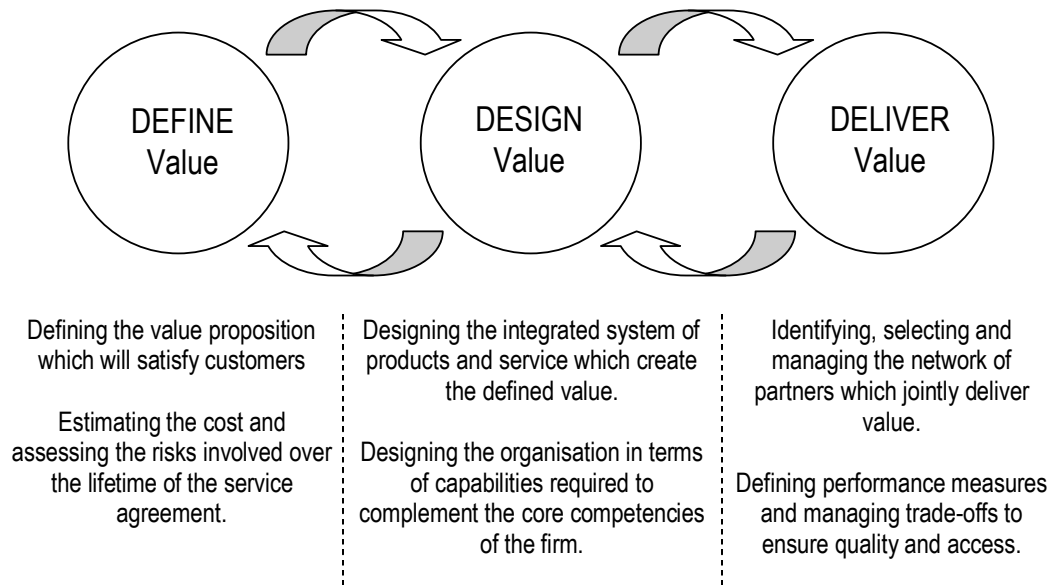 DEFINE
Value
DESIGN
Value
DELIVER
Value
Defining the value proposition
which will satisfy customers
Estimating the cost and
assessing the risks involved over
the lifetime of the service
agreement.
Designing the integrated system of
products and service which create
the defined value.
Designing the organisation in terms
of capabilities required to
complement the core competencies
of the firm.
Identifying, selecting and
managing the network of
partners which jointly deliver
value.
Defining performance measures
and managing trade-offs to
ensure quality and access.